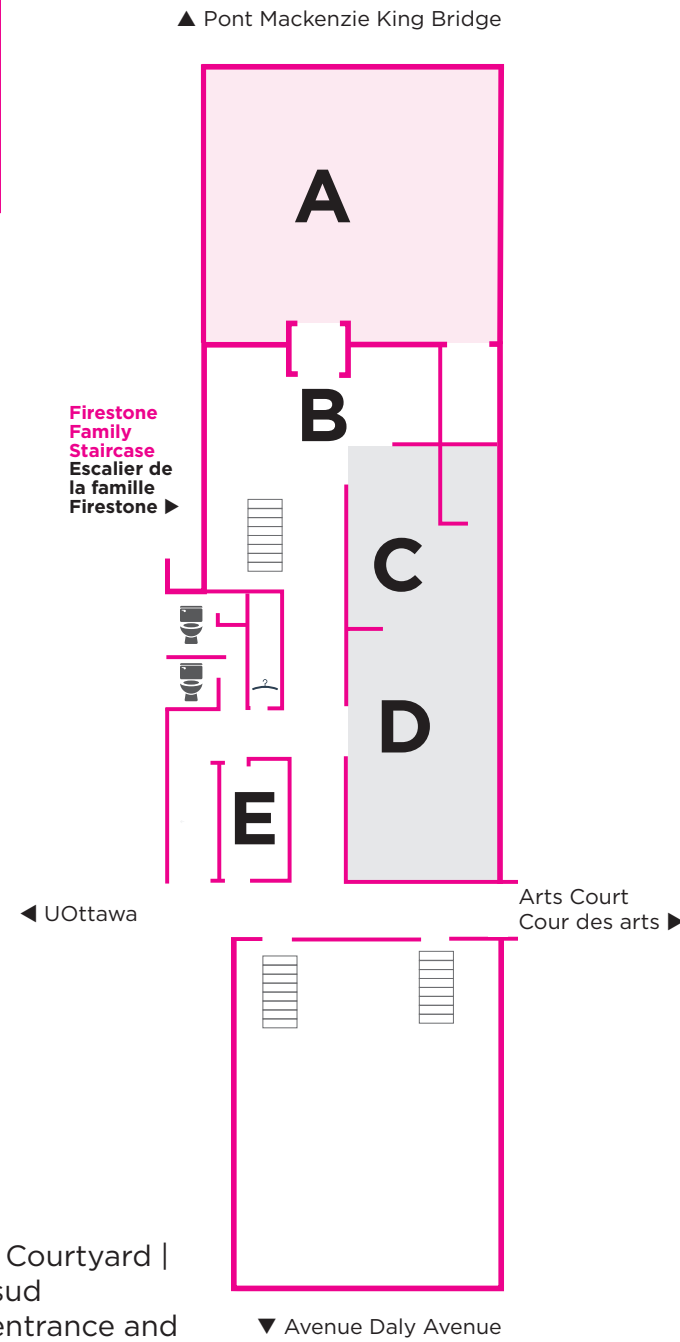 ▲ Pont Mackenzie King Bridge
A
B
Firestone
Family
Staircase
Escalier de
la famille
Firestone ▶
C
?
D
E
◀ UOttawa
Arts Court
Cour des arts ▶
Courtyard |
sud
entrance and
▼ Avenue Daly Avenue